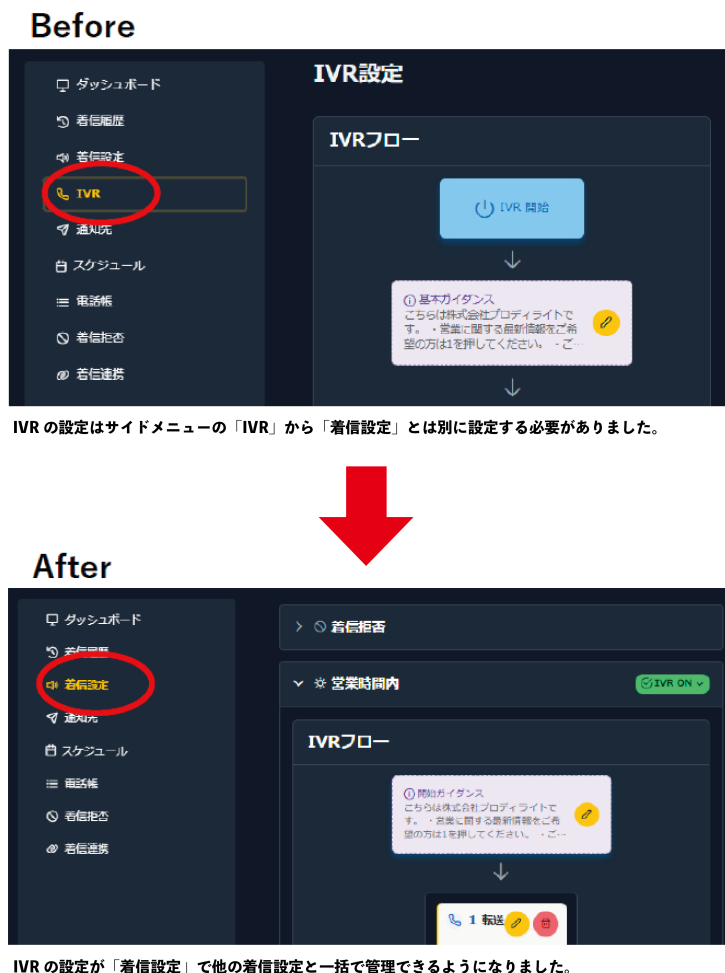 Before
ダッシュボード
着信履歴
着信設定
IVR
通知先
スケジュール
電話帳
着信拒否
着信連携
IVR設定
IVRフロー
IVR 開始
基本ガイダンス
こちらは株式会社プロディライトで
す。 ・営業に関する最新情報をご希
望の方は1を押してください。 ・ご…
IVR の設定はサイドメニューの「IVR」から「着信設定」とは別に設定する必要がありました。
After
ダッシュボード
着信履歴
着信設定
通知先
スケジュール
電話帳
着信拒否
着信連携
着信拒否
営業時間内
IVR ON
IVRフロー
開始ガイダンス
こちらは株式会社プロディライトで
す。 ・営業に関する最新情報をご希
望の方は1を押してください。 ・ご…
1 転送
IVR の設定が「着信設定」で他の着信設定と一括で管理できるようになりました。